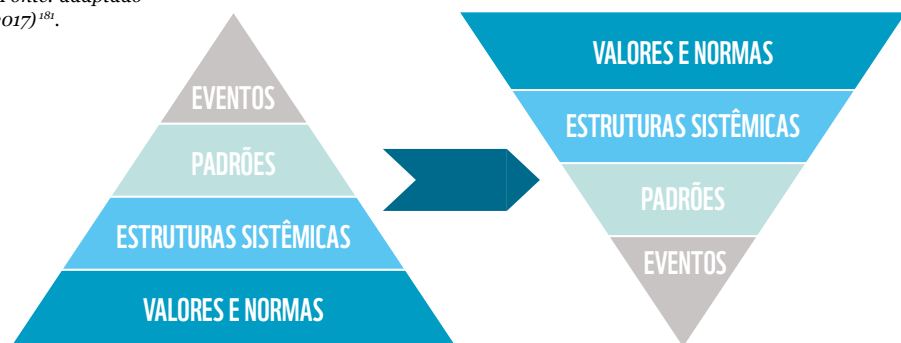 Fonte: adaptado
2017)¹⁸¹.
EVENTOS
PADRÕES
ESTRUTURAS SISTÊMICAS
VALORES E NORMAS
VALORES E NORMAS
ESTRUTURAS SISTÊMICAS
PADRÕES
EVENTOS